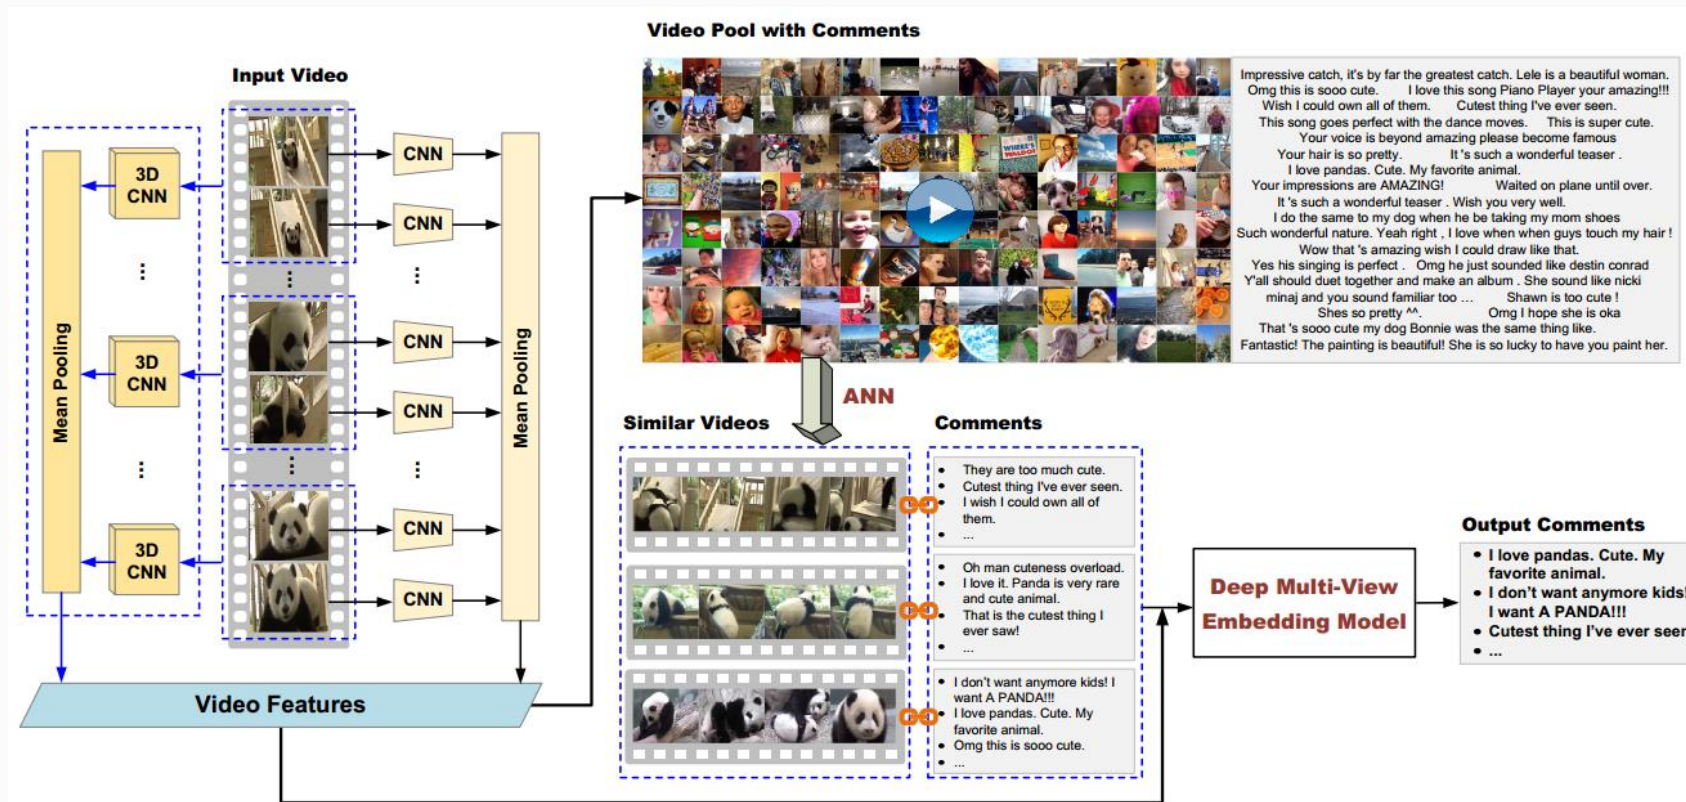 Input Video
3D
CNN
...
3D
CNN
...
3D
CNN
Mean Pooling
...
...
CNN
CNN
...
CNN
CNN
...
CNN
CNN
Mean Pooling
Video Features
Video Pool with Comments
WHERE'S
WALDO?
Impressive catch, it's by far the greatest catch. Lele is a beautiful woman.
Omg this is sooo cute. I love this song Piano Player your amazing!!!
Wish I could own all of them. Cutest thing I've ever seen.
This song goes perfect with the dance moves. This is super cute.
Your voice is beyond amazing please become famous
Your hair is so pretty. It 's such a wonderful teaser .
I love pandas. Cute. My favorite animal.
Your impressions are AMAZING! Waited on plane until over.
It 's such a wonderful teaser . Wish you very well.
I do the same to my dog when he be taking my mom shoes
Such wonderful nature. Yeah right , I love when when guys touch my hair !
Wow that 's amazing wish I could draw like that.
Yes his singing is perfect . Omg he just sounded like destin conrad
Y'all should duet together and make an album . She sound like nicki
minaj and you sound familiar too ... Shawn is too cute !
Shes so pretty ^^. Omg I hope she is oka
That 's sooo cute my dog Bonnie was the same thing like.
Fantastic! The painting is beautiful! She is so lucky to have you paint her.
ANN
Similar Videos
Comments
• They are too much cute.
• Cutest thing I've ever seen.
• I wish I could own all of
them.
• ...
• Oh man cuteness overload.
• I love it. Panda is very rare
and cute animal.
• That is the cutest thing I
ever saw!
• ...
• I don't want anymore kids! I
want A PANDA!!!
• I love pandas. Cute. My
favorite animal.
• Omg this is sooo cute.
• ...
Deep Multi-View
Embedding Model
Output Comments
• I love pandas. Cute. My
favorite animal.
• I don't want anymore kids!
I want A PANDA!!!
• Cutest thing I've ever seen
• ...